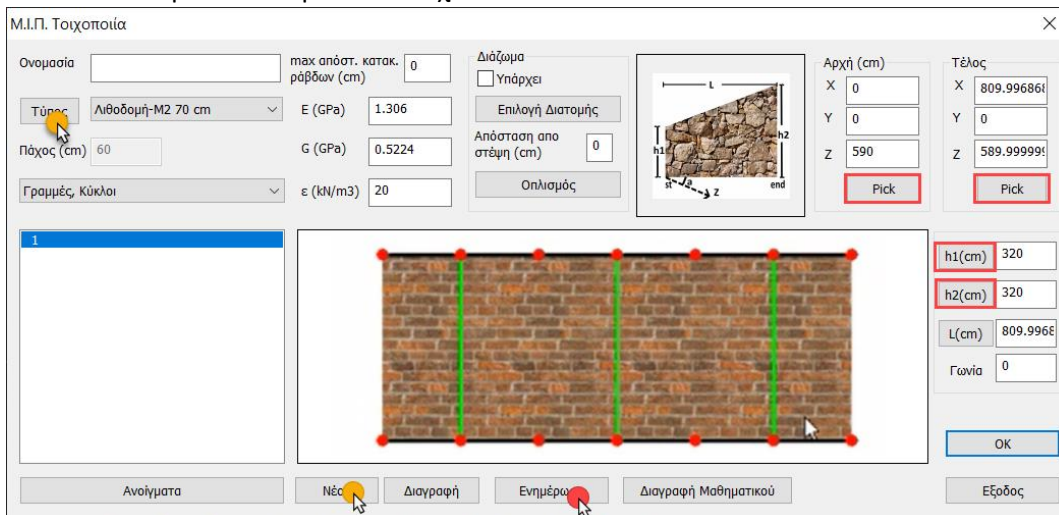 Μ.Ι.Π. Τοιχοποιία
Ονομασία
max απόστ. κατακ. ράβδων (cm)
0
Διάζωμα
Υπάρχει
Αρχή (cm)
Τέλος
X 0
X 809.996868
Τύπος
Λιθοδομή-Μ2 70 cm
E (GPa)
1.306
Επιλογή Διατομής
Y 0
Y 0
Πάχος (cm)
60
G (GPa)
0.5224
Απόσταση απο στέψη (cm)
0
Z 590
Z 589.999999
Γραμμές, Κύκλοι
ε (kN/m3)
20
Οπλισμός
Pick
Pick
L
h1
h2
st
a
z
end
1
h1(cm) 320
h2(cm) 320
L(cm) 809.9968
Γωνία 0
OK
Ανοίγματα
Διαγραφή
Διαγραφή Μαθηματικού
Εξοδος